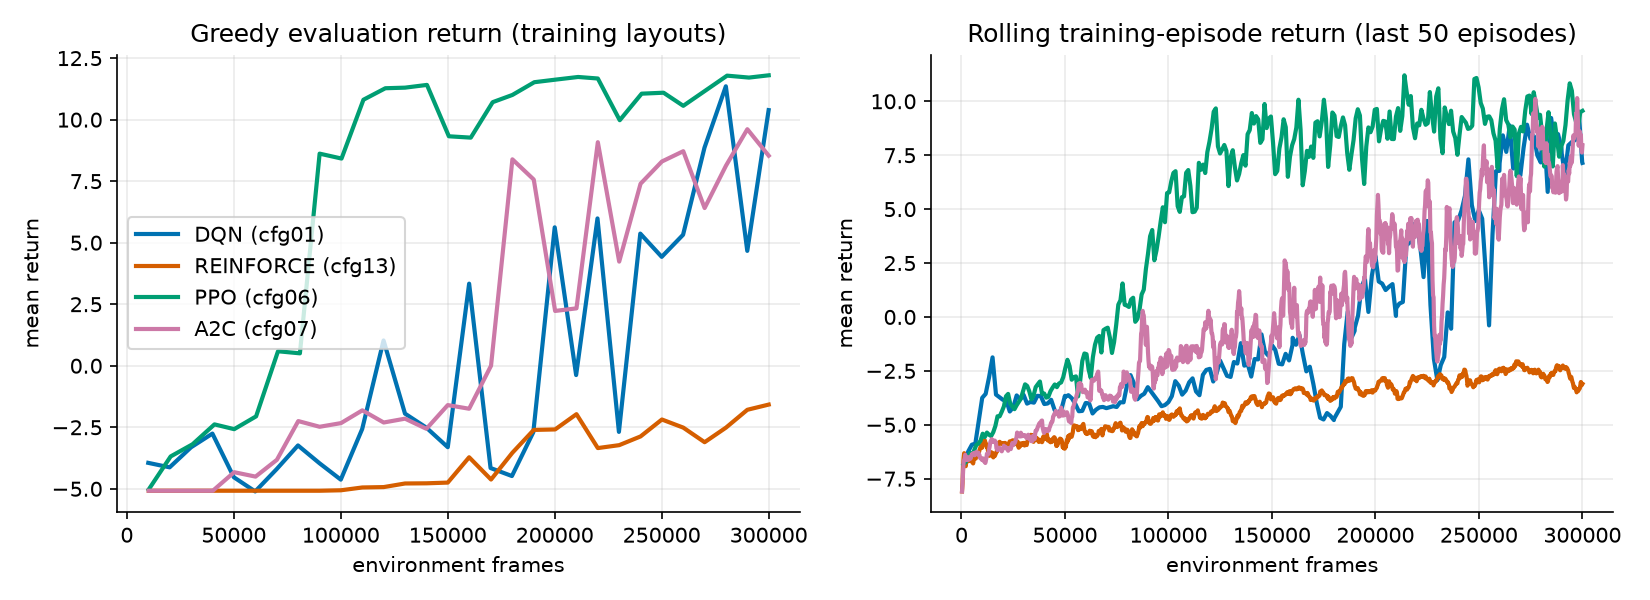 Greedy evaluation return (training layouts)
mean return
12.5
10.0
7.5
5.0
2.5
0.0
−2.5
−5.0
DQN (cfg01)
REINFORCE (cfg13)
PPO (cfg06)
A2C (cfg07)
0 50000 100000 150000 200000 250000 300000
environment frames
Rolling training-episode return (last 50 episodes)
mean return
10.0
7.5
5.0
2.5
0.0
−2.5
−5.0
−7.5
0 50000 100000 150000 200000 250000 300000
environment frames